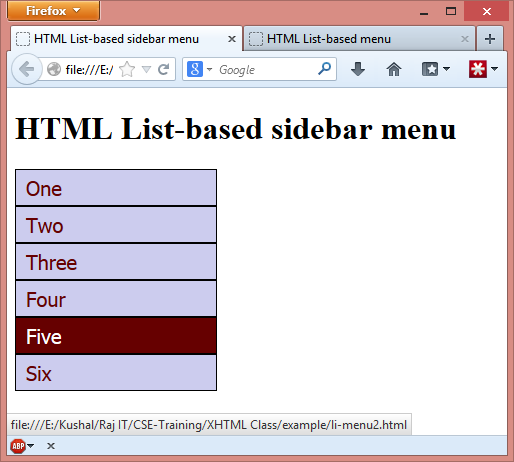 Firefox
HTML List-based sidebar menu
HTML List-based menu
file:///E:/
Google
HTML List-based sidebar menu
One
Two
Three
Four
Five
Six
file:///E:/Kushal/Raj IT/CSE-Training/XHTML Class/example/li-menu2.html
ABP